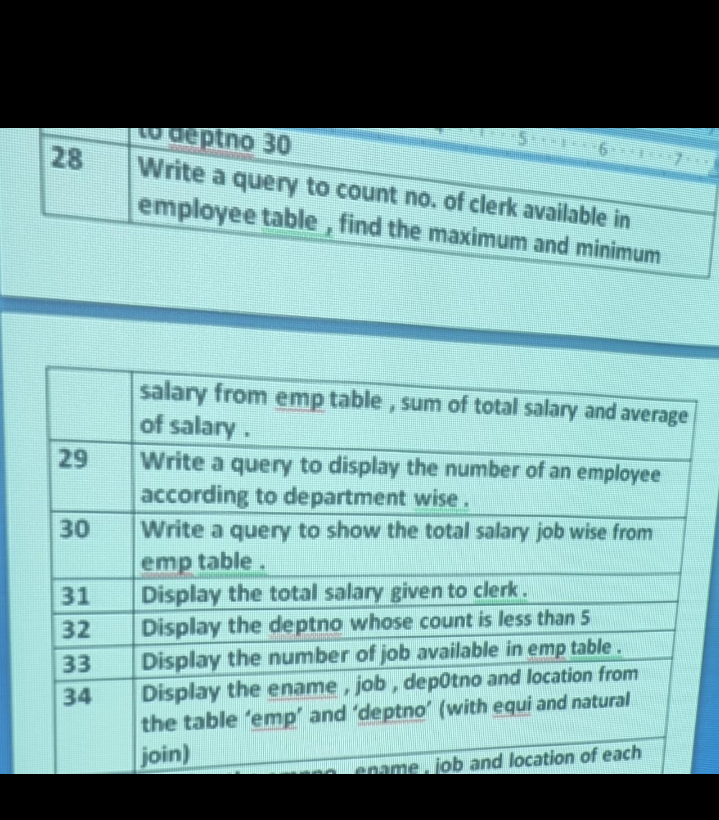 to deptno 30
5 6 7
28 Write a query to count no. of clerk available in
employee table , find the maximum and minimum
salary from emp table , sum of total salary and average
of salary .
29 Write a query to display the number of an employee
according to department wise .
30 Write a query to show the total salary job wise from
emp table .
31 Display the total salary given to clerk .
32 Display the deptno whose count is less than 5
33 Display the number of job available in emp table .
34 Display the ename , job , dep0tno and location from
the table ‘emp’ and ‘deptno’ (with equi and natural
join)
ename , job and location of each